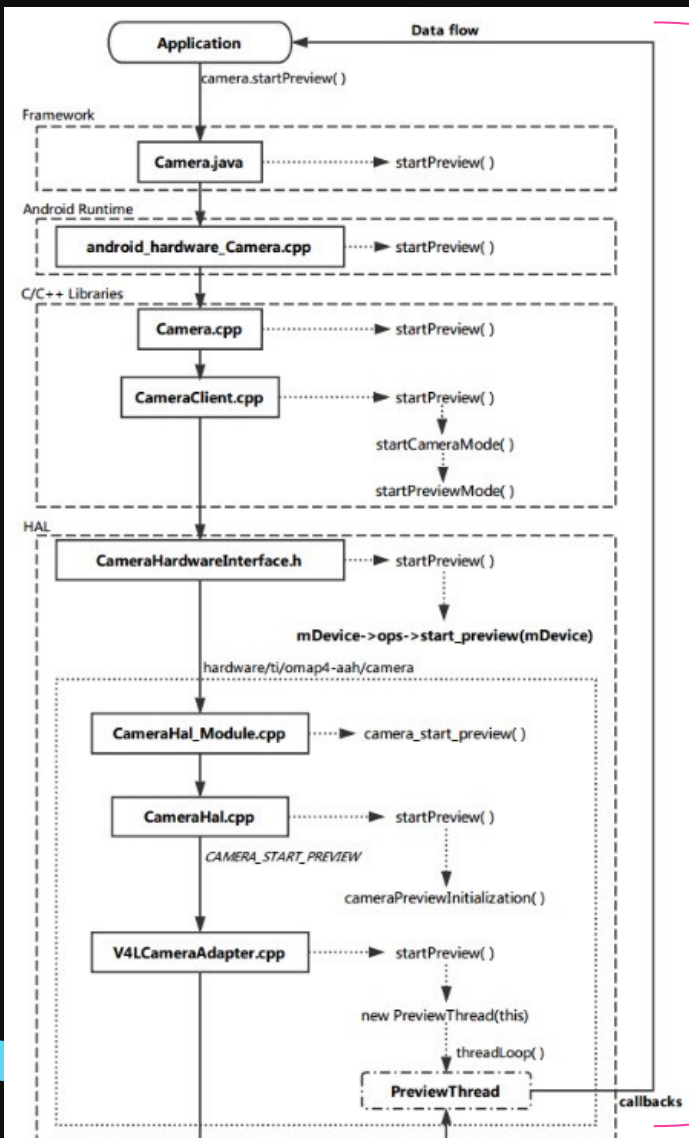 Data flow
Application
camera.startPreview( )
Framework
Camera.java
startPreview( )
Android Runtime
android_hardware_Camera.cpp
startPreview( )
C/C++ Libraries
Camera.cpp
startPreview( )
CameraClient.cpp
startPreview( )
startCameraMode( )
startPreviewMode( )
HAL
CameraHardwareInterface.h
startPreview( )
mDevice->ops->start_preview(mDevice)
hardware/ti/omap4-aah/camera
CameraHal_Module.cpp
camera_start_preview( )
CameraHal.cpp
startPreview( )
CAMERA_START_PREVIEW
cameraPreviewInitialization( )
V4LCameraAdapter.cpp
startPreview( )
new PreviewThread(this)
threadLoop( )
PreviewThread
callbacks